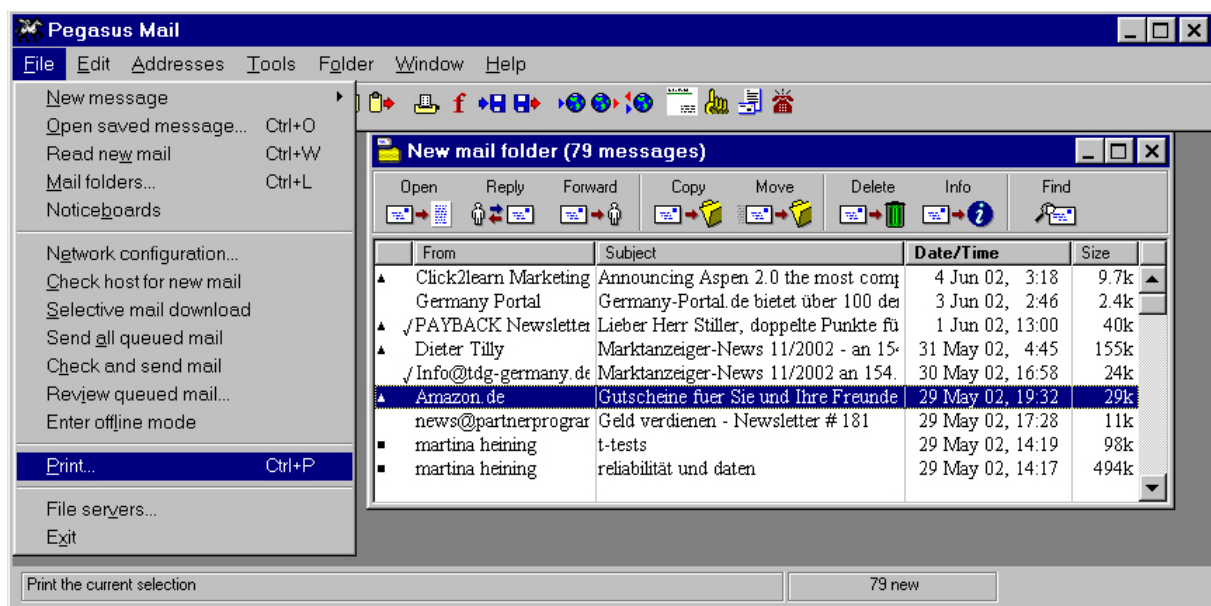 Pegasus Mail
File Edit Addresses Tools Folder Window Help
New message
Open saved message... Ctrl+O
Read new mail Ctrl+W
Mail folders... Ctrl+L
Noticeboards
Network configuration...
Check host for new mail
Selective mail download
Send all queued mail
Check and send mail
Review queued mail...
Enter offline mode
Print... Ctrl+P
File servers...
Exit
New mail folder (79 messages)
Open Reply Forward Copy Move Delete Info Find
From Subject Date/Time Size
Click2learn Marketing Announcing Aspen 2.0 the most comp 4 Jun 02, 3:18 9.7k
Germany Portal Germany-Portal.de bietet über 100 der 3 Jun 02, 2:46 2.4k
PAYBACK Newsletter Lieber Herr Stiller, doppelte Punkte fü 1 Jun 02, 13:00 40k
Dieter Tilly Marktanzeiger-News 11/2002 - an 154 31 May 02, 4:45 155k
Info@tdg-germany.de Marktanzeiger-News 11/2002 an 154. 30 May 02, 16:58 24k
Amazon.de Gutscheine fuer Sie und Ihre Freunde 29 May 02, 19:32 29k
news@partnerprogram Geld verdienen - Newsletter # 181 29 May 02, 17:28 11k
martina heining t-tests 29 May 02, 14:19 98k
martina heining reliabilität und daten 29 May 02, 14:17 494k
Print the current selection 79 new